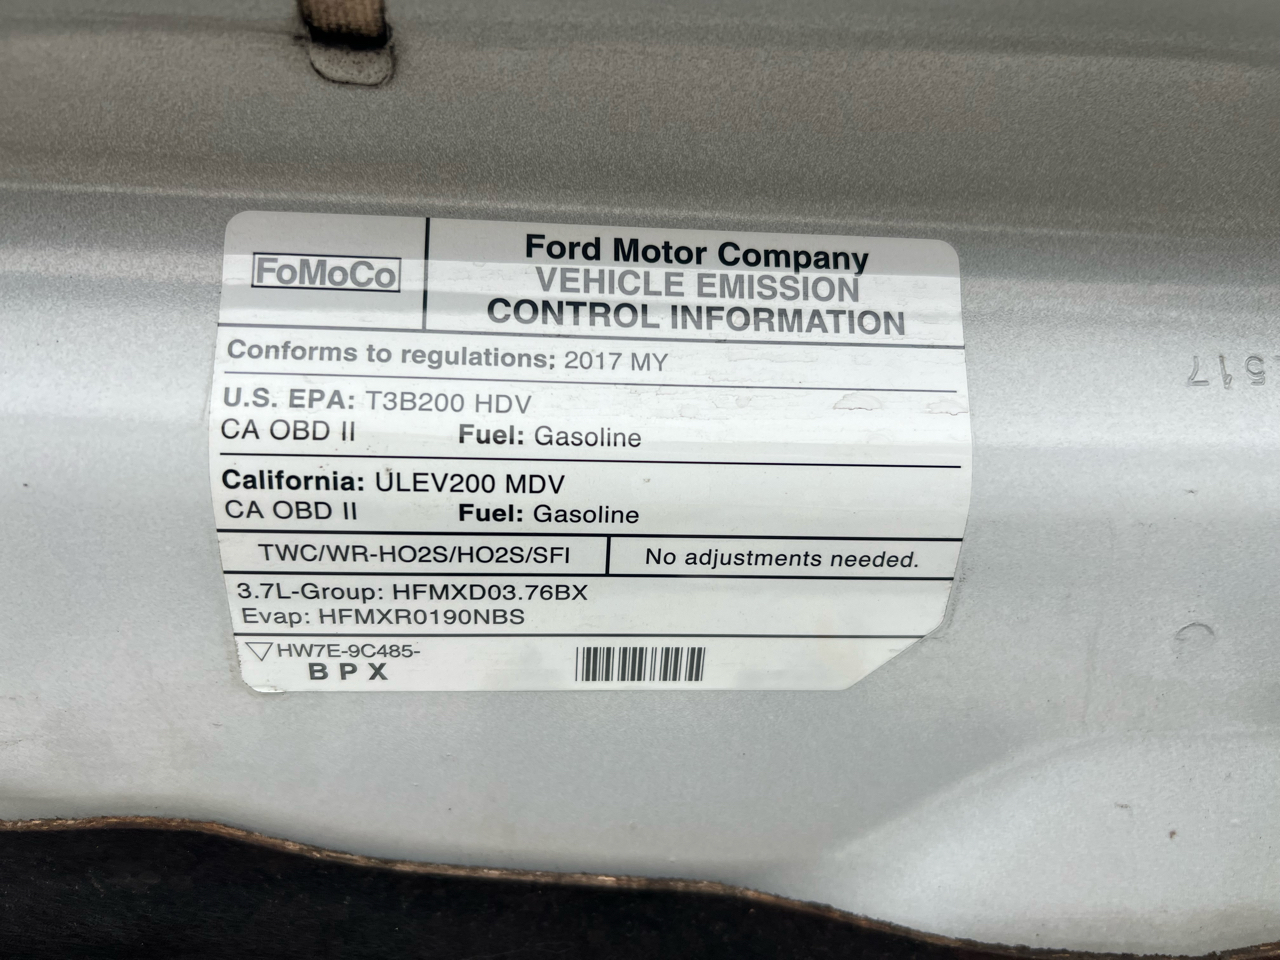 FoMoCo
Ford Motor Company
VEHICLE EMISSION
CONTROL INFORMATION
Conforms to regulations: 2017 MY
U.S. EPA: T3B200 HDV
CA OBD II Fuel: Gasoline
California: ULEV200 MDV
CA OBD II Fuel: Gasoline
TWC/WR-HO2S/HO2S/SFI
No adjustments needed.
3.7L-Group: HFMXD03.76BX
Evap: HFMXR0190NBS
HW7E-9C485-
BPX
517